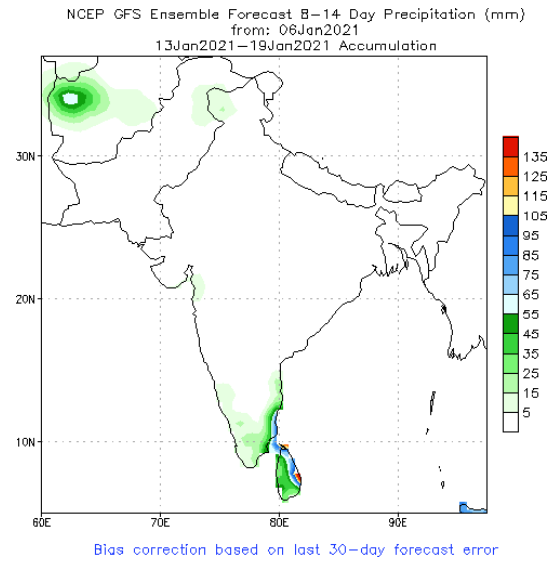 NCEP GFS Ensemble Forecast 8-14 Day Precipitation (mm)
from: 06Jan2021
13Jan2021-19Jan2021 Accumulation
30N
20N
10N
60E
70E
80E
90E
135
125
115
105
95
85
75
65
55
45
35
25
15
5
Bias correction based on last 30-day forecast error